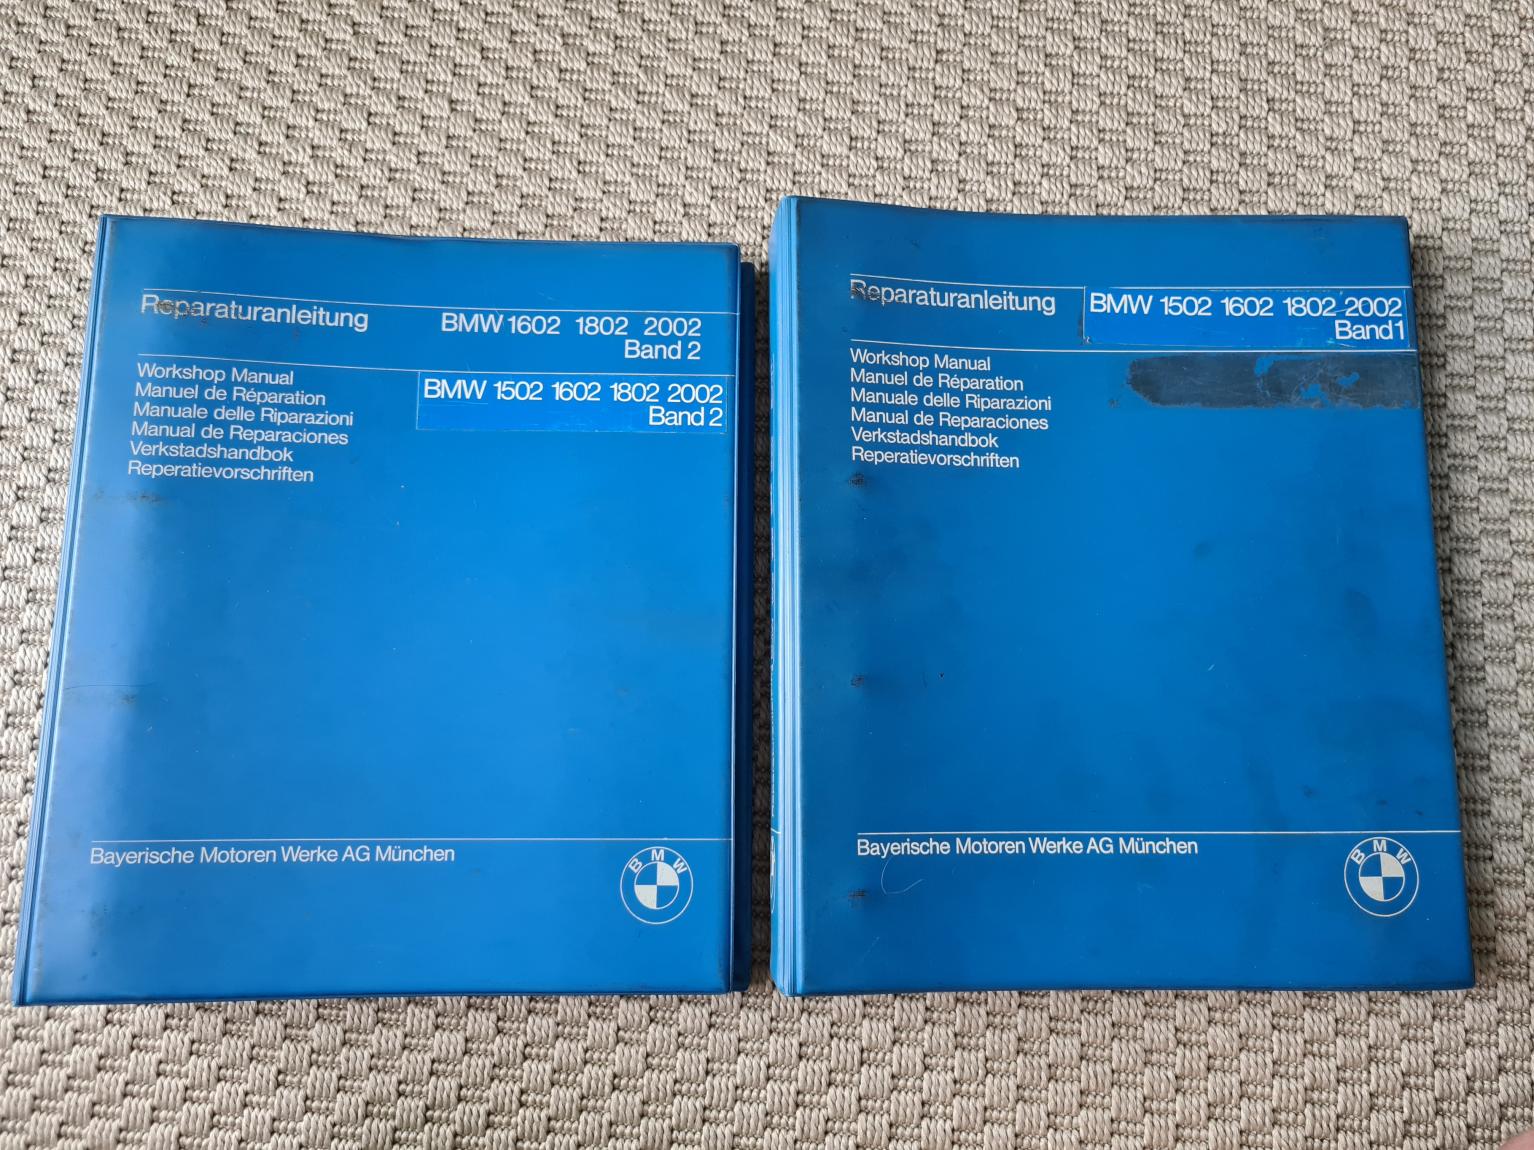 Reparaturanleitung
BMW 1602 1802 2002
Band 2
Workshop Manual
Manuel de Réparation
Manuale delle Riparazioni
Manual de Reparaciones
Verkstadshandbok
Reperatievorschriften
BMW 1502 1602 1802 2002
Band 2
Bayerische Motoren Werke AG München
BMW
Reparaturanleitung
BMW 1502 1602 1802 2002
Band 1
Workshop Manual
Manuel de Réparation
Manuale delle Riparazioni
Manual de Reparaciones
Verkstadshandbok
Reperatievorschriften
Bayerische Motoren Werke AG München
BMW